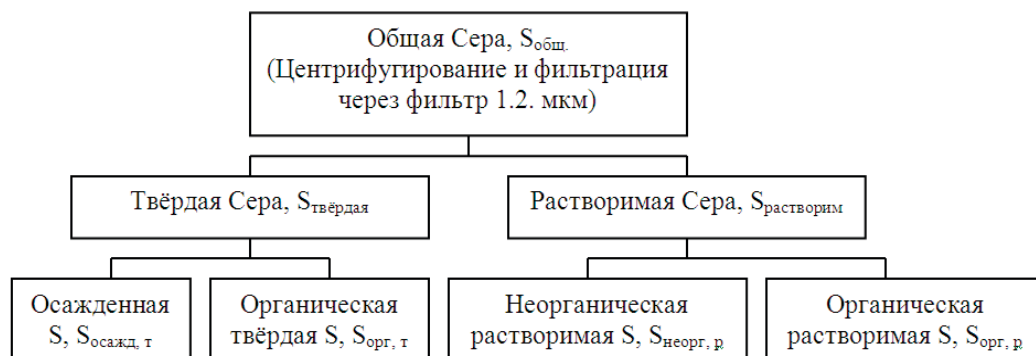 Общая Сера, Sобщ.
(Центрифугирование и фильтрация
через фильтр 1.2. мкм)
Твёрдая Сера, Sтвёрдая
Растворимая Сера, Sрастворим
Осажденная
S, Sосажд, т
Органическая
твёрдая S, Sорг, т
Неорганическая
растворимая S, Sнеорг, р
Органическая
растворимая S, Sорг, р